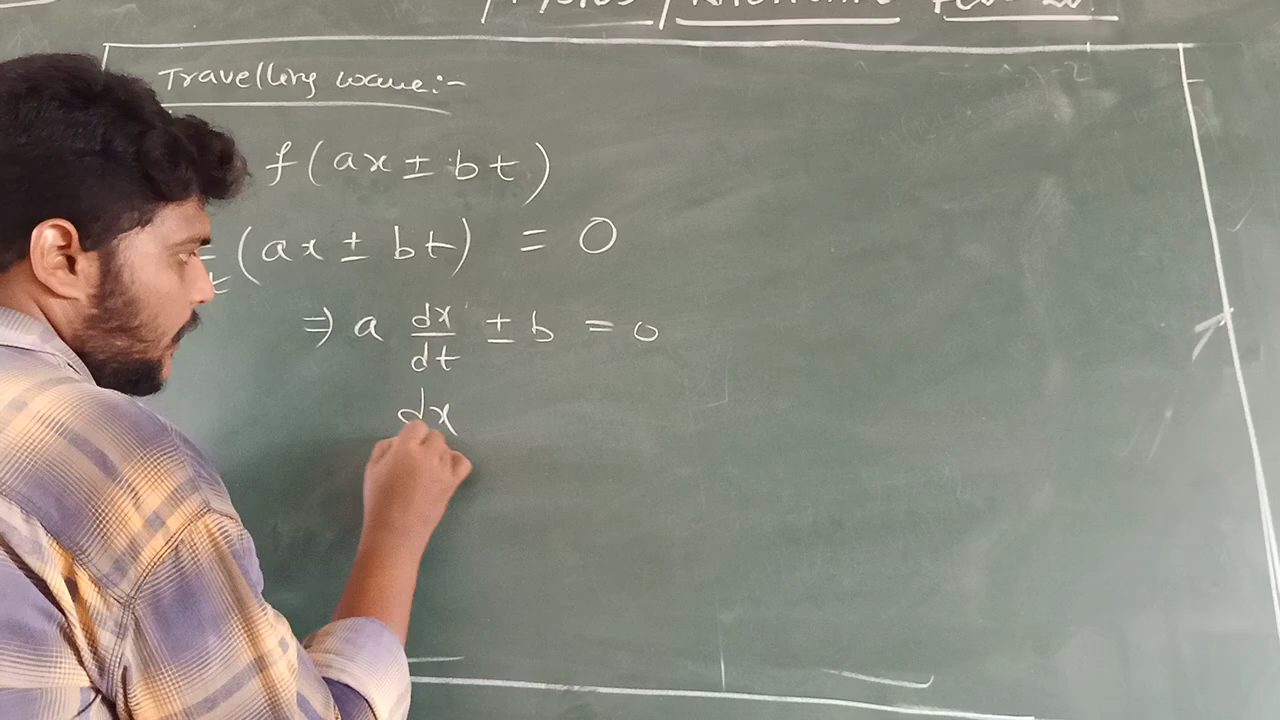 Travelling wave:-
f(ax ± bt)
(ax ± bt) = 0
⇒ a dx/dt ± b = 0
dx